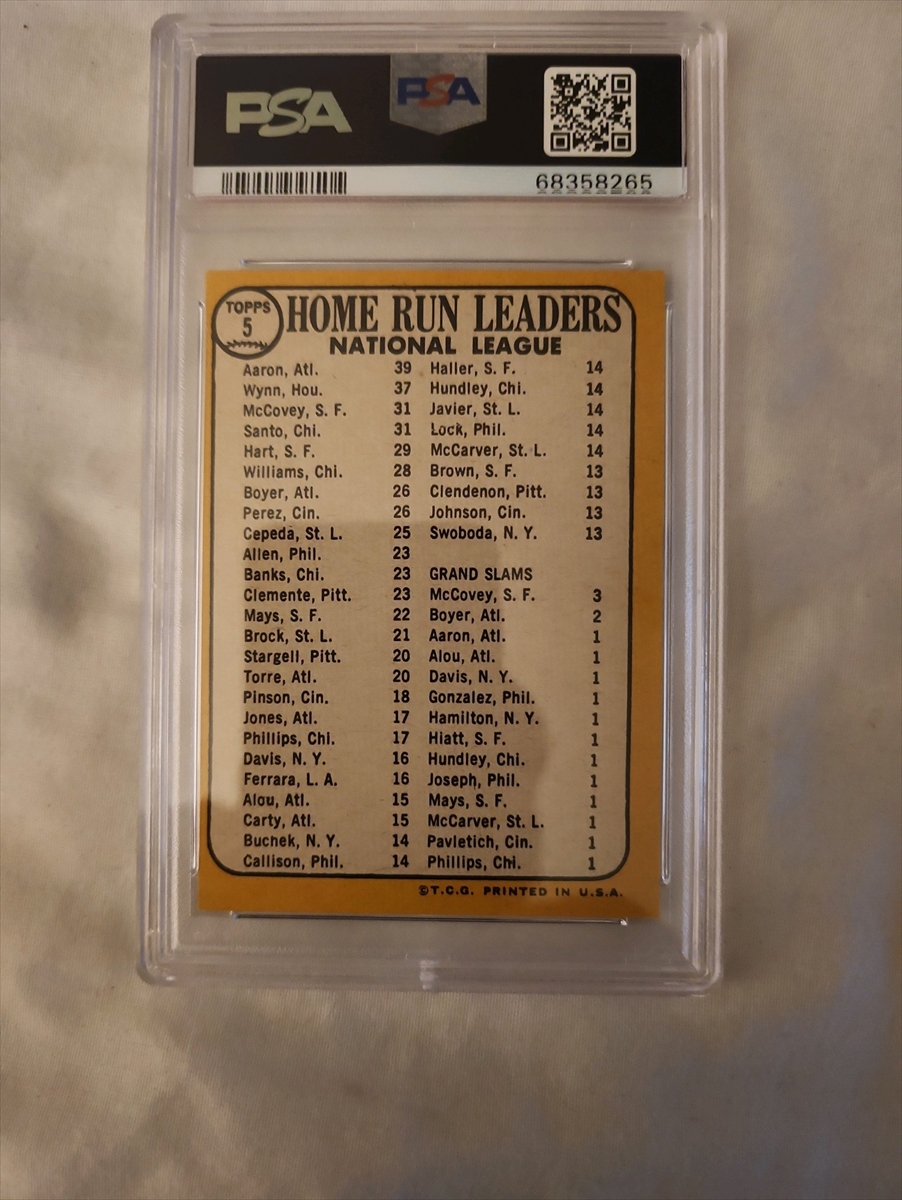 PSA PSA
68358265
TOPPS 5 HOME RUN LEADERS
NATIONAL LEAGUE
Aaron, Atl. 39 Haller, S. F. 14
Wynn, Hou. 37 Hundley, Chi. 14
McCovey, S. F. 31 Javier, St. L. 14
Santo, Chi. 31 Lock, Phil. 14
Hart, S. F. 29 McCarver, St. L. 14
Williams, Chi. 28 Brown, S. F. 13
Boyer, Atl. 26 Clendenon, Pitt. 13
Perez, Cin. 26 Johnson, Cin. 13
Cepeda, St. L. 25 Swoboda, N. Y. 13
Allen, Phil. 23
Banks, Chi. 23 GRAND SLAMS
Clemente, Pitt. 23 McCovey, S. F. 3
Mays, S. F. 22 Boyer, Atl. 2
Brock, St. L. 21 Aaron, Atl. 1
Stargell, Pitt. 20 Alou, Atl. 1
Torre, Atl. 20 Davis, N. Y. 1
Pinson, Cin. 18 Gonzalez, Phil. 1
Jones, Atl. 17 Hamilton, N. Y. 1
Phillips, Chi. 17 Hiatt, S. F. 1
Davis, N. Y. 16 Hundley, Chi. 1
Ferrara, L. A. 16 Joseph, Phil. 1
Alou, Atl. 15 Mays, S. F. 1
Carty, Atl. 15 McCarver, St. L. 1
Buchek, N. Y. 14 Pavletich, Cin. 1
Callison, Phil. 14 Phillips, Chi. 1
©T.C.G. PRINTED IN U.S.A.